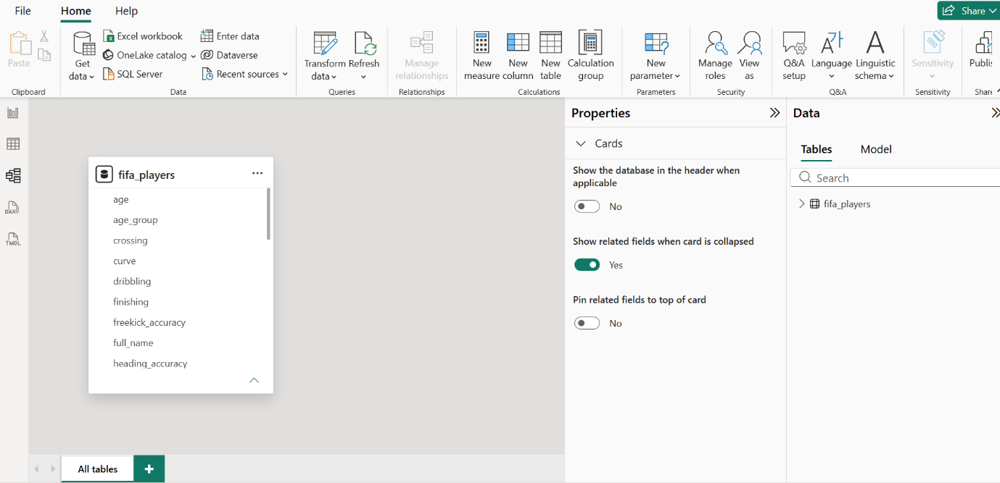 File
Home
Help
Share
Paste
Clipboard
Get
data
Excel workbook
OneLake catalog
SQL Server
Enter data
Dataverse
Recent sources
Data
Transform
data
Refresh
Queries
Manage
relationships
Relationships
New
measure
New
column
New
table
Calculation
group
Calculations
New
parameter
Parameters
Manage
roles
View
as
Security
Q&A
setup
Language
Linguistic
schema
Q&A
Sensitivity
Sensitivity
Publis
Share
DAX
TMDL
fifa_players
age
age_group
crossing
curve
dribbling
finishing
freekick_accuracy
full_name
heading_accuracy
All tables
Properties
Cards
Show the database in the header when
applicable
No
Show related fields when card is collapsed
Yes
Pin related fields to top of card
No
Data
Tables
Model
Search
fifa_players